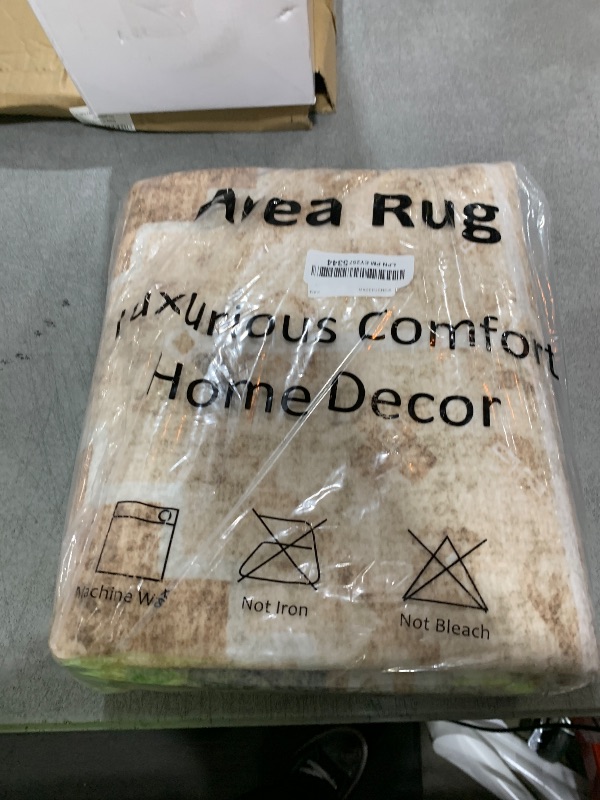 Area Rug
Luxurious Comfort
Home Decor
Machine Wash
Not Iron
Not Bleach